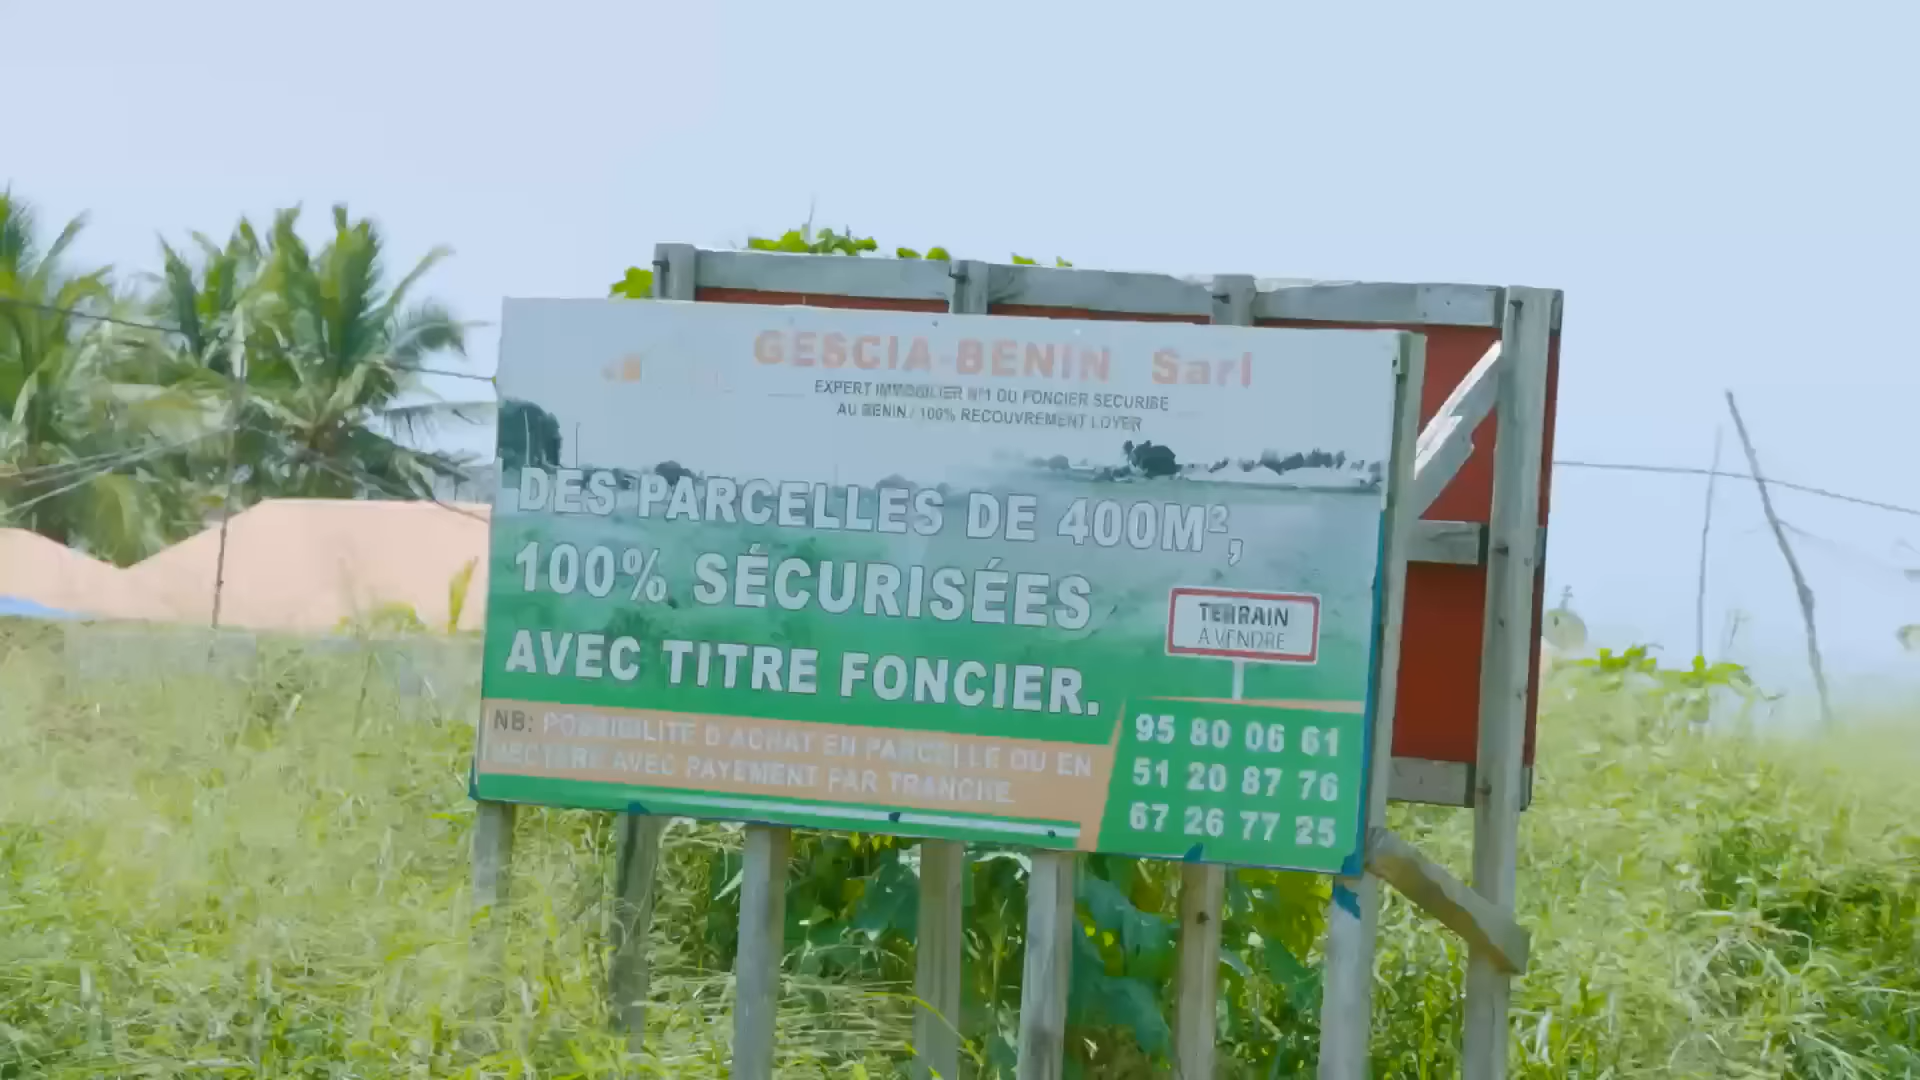 GESCIA-BENIN Sarl
EXPERT IMMOBILIER N°1 DU FONCIER SECURISE
AU BENIN / 100% RECOUVREMENT LOYER
DES PARCELLES DE 400M²,
100% SÉCURISÉES
AVEC TITRE FONCIER.
TERRAIN
A VENDRE
NB: POSSIBILITE D'ACHAT EN PARCELLE OU EN
HECTARE AVEC PAYEMENT PAR TRANCHE
95 80 06 61
51 20 87 76
67 26 77 25